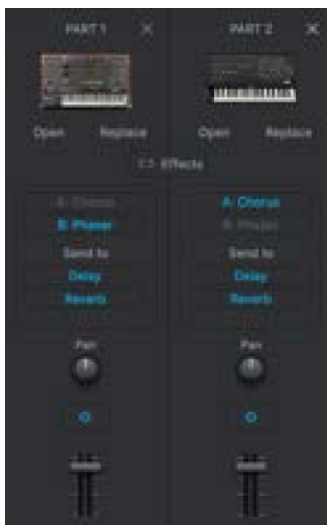 PART 1 ×
PART 2 ×
Open Replace
Open Replace
Effects
A: Chorus
B: Phaser
Send to
Delay
Reverb
Pan
A: Chorus
B: Phaser
Send to
Delay
Reverb
Pan